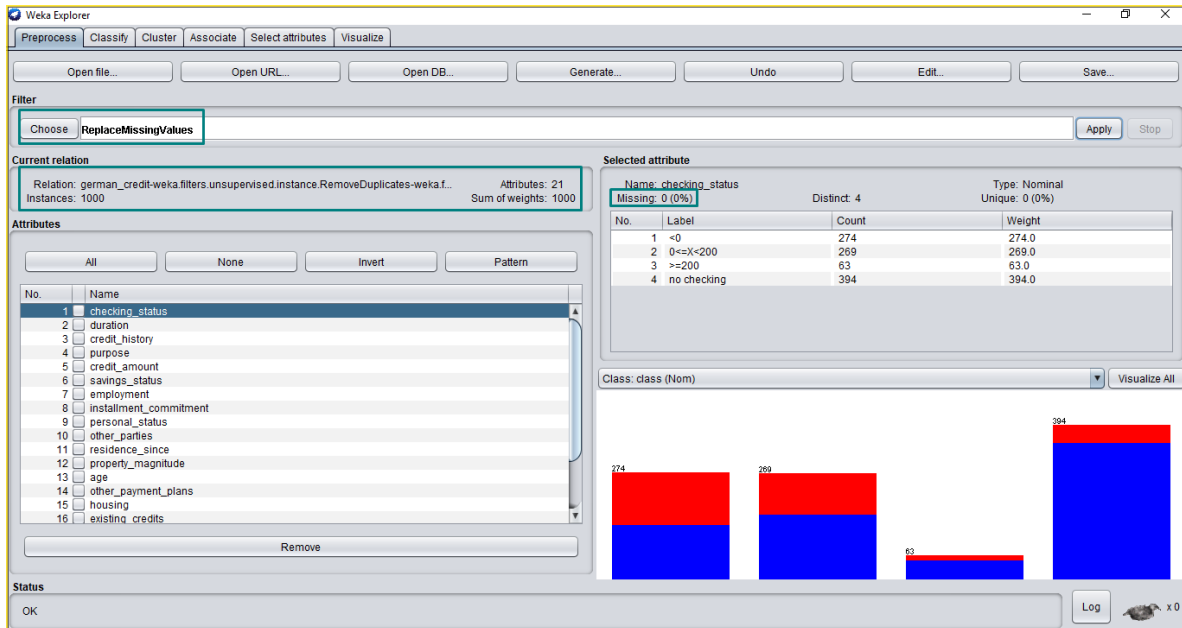 Weka Explorer
Preprocess Classify Cluster Associate Select attributes Visualize
Open file... Open URL... Open DB... Generate... Undo Edit... Save...
Filter
Choose ReplaceMissingValues Apply Stop
Current relation
Relation: german_credit-weka.filters.unsupervised.instance.RemoveDuplicates-weka.f... Attributes: 21
Instances: 1000 Sum of weights: 1000
Selected attribute
Name: checking_status Type: Nominal
Missing: 0 (0%) Distinct: 4 Unique: 0 (0%)
No. Label Count Weight
1 <0 274 274.0
2 0<=X<200 269 269.0
3 >=200 63 63.0
4 no checking 394 394.0
Attributes
All None Invert Pattern
No. Name
1 checking_status
2 duration
3 credit_history
4 purpose
5 credit_amount
6 savings_status
7 employment
8 installment_commitment
9 personal_status
10 other_parties
11 residence_since
12 property_magnitude
13 age
14 other_payment_plans
15 housing
16 existing_credits
Remove
Class: class (Nom) Visualize All
274
269
63
394
Status
OK
Log x 0